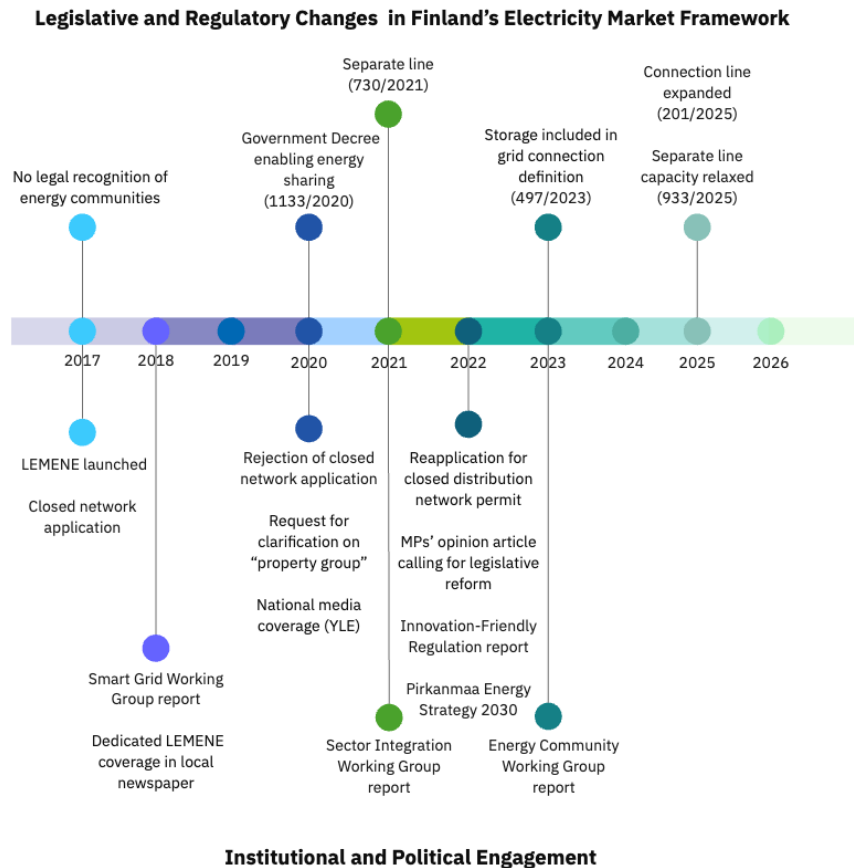 Legislative and Regulatory Changes in Finland's Electricity Market Framework
No legal recognition of
energy communities
Government Decree
enabling energy
sharing
(1133/2020)
Separate line
(730/2021)
Storage included in
grid connection
definition
(497/2023)
Connection line
expanded
(201/2025)
Separate line
capacity relaxed
(933/2025)
2017
2018
2019
2020
2021
2022
2023
2024
2025
2026
LEMENE launched
Closed network
application
Smart Grid Working
Group report
Dedicated LEMENE
coverage in local
newspaper
Rejection of closed
network application
Request for
clarification on
“property group”
National media
coverage (YLE)
Sector Integration
Working Group
report
Reapplication for
closed distribution
network permit
MPs’ opinion article
calling for legislative
reform
Innovation-Friendly
Regulation report
Pirkanmaa Energy
Strategy 2030
Energy Community
Working Group
report
Institutional and Political Engagement